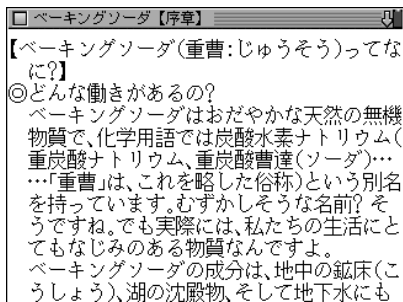 ベーキングソーダ【序章】
【ベーキングソーダ(重曹:じゅうそう)ってな
に?】
◎どんな働きがあるの?
ベーキングソーダはおだやかな天然の無機
物質で、化学用語では炭酸水素ナトリウム(
重炭酸ナトリウム、重炭酸曹達(ソーダ)…
…「重曹」は、これを略した俗称)という別名
を持っています。むずかしそうな名前? そ
うですね。でも実際には、私たちの生活にと
てもなじみのある物質なんですよ。
ベーキングソーダの成分は、地中の鉱床(こ
うしょう)、湖の沈殿物、そして地下水にも